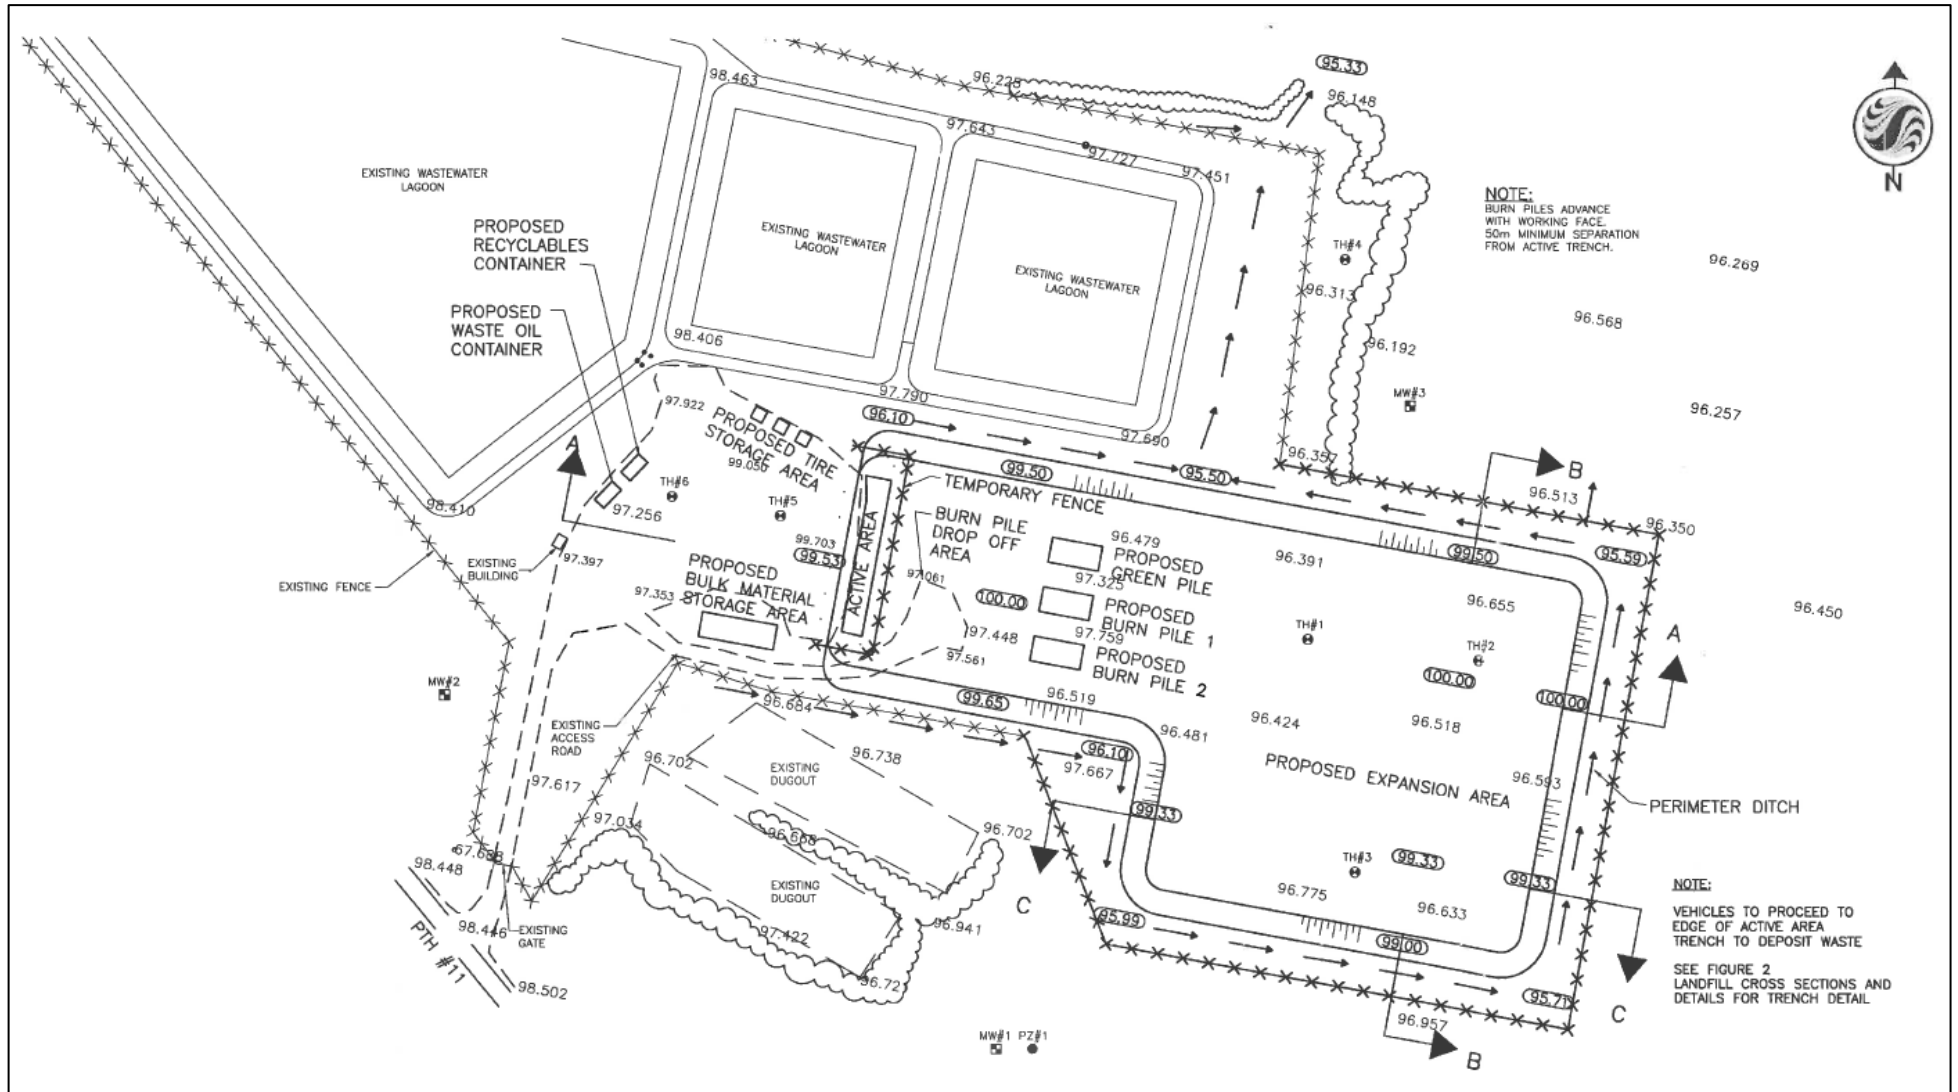 95.33
98.463
96.228
96.148
97.643
97.727
97.451
N
EXISTING WASTEWATER
LAGOON
NOTE:
BURN PILES ADVANCE
WITH WORKING FACE.
50m MINIMUM SEPARATION
FROM ACTIVE TRENCH.
PROPOSED
RECYCLABLES
CONTAINER
EXISTING WASTEWATER
LAGOON
EXISTING WASTEWATER
LAGOON
TH#4
96.269
96.313
96.568
PROPOSED
WASTE OIL
CONTAINER
98.406
96.192
97.790
MW#3
96.257
97.922
96.10
97.690
PROPOSED TIRE
STORAGE AREA
99.050
96.357
A
99.50
95.50
B
TH#6
TEMPORARY FENCE
96.513
98.410
97.256
TH#5
BURN PILE
DROP OFF
AREA
96.350
99.703
99.53
96.479
96.391
99.50
95.59
EXISTING
BUILDING
97.397
PROPOSED
BULK MATERIAL
STORAGE AREA
ACTIVE AREA
97.061
PROPOSED
GREEN PILE
97.325
EXISTING FENCE
97.353
100.00
96.655
96.450
PROPOSED
BURN PILE 1
97.448
97.759
TH#1
TH#2
A
97.561
PROPOSED
BURN PILE 2
100.00
MW#2
96.684
99.65
96.519
100.00
96.424
96.518
96.481
EXISTING
ACCESS
ROAD
96.702
96.738
96.10
97.667
EXISTING
DUGOUT
PROPOSED EXPANSION AREA
96.593
97.617
PERIMETER DITCH
97.034
96.668
96.702
99.33
98.448
TH#3
99.33
99.33
EXISTING
DUGOUT
96.775
96.633
C
NOTE:
VEHICLES TO PROCEED TO
EDGE OF ACTIVE AREA
TRENCH TO DEPOSIT WASTE
98.446
EXISTING
GATE
97.422
96.941
95.99
99.00
PTH #11
SEE FIGURE 2
LANDFILL CROSS SECTIONS AND
DETAILS FOR TRENCH DETAIL
98.502
96.72
95.71
C
96.957
MW#1 PZ#1
B